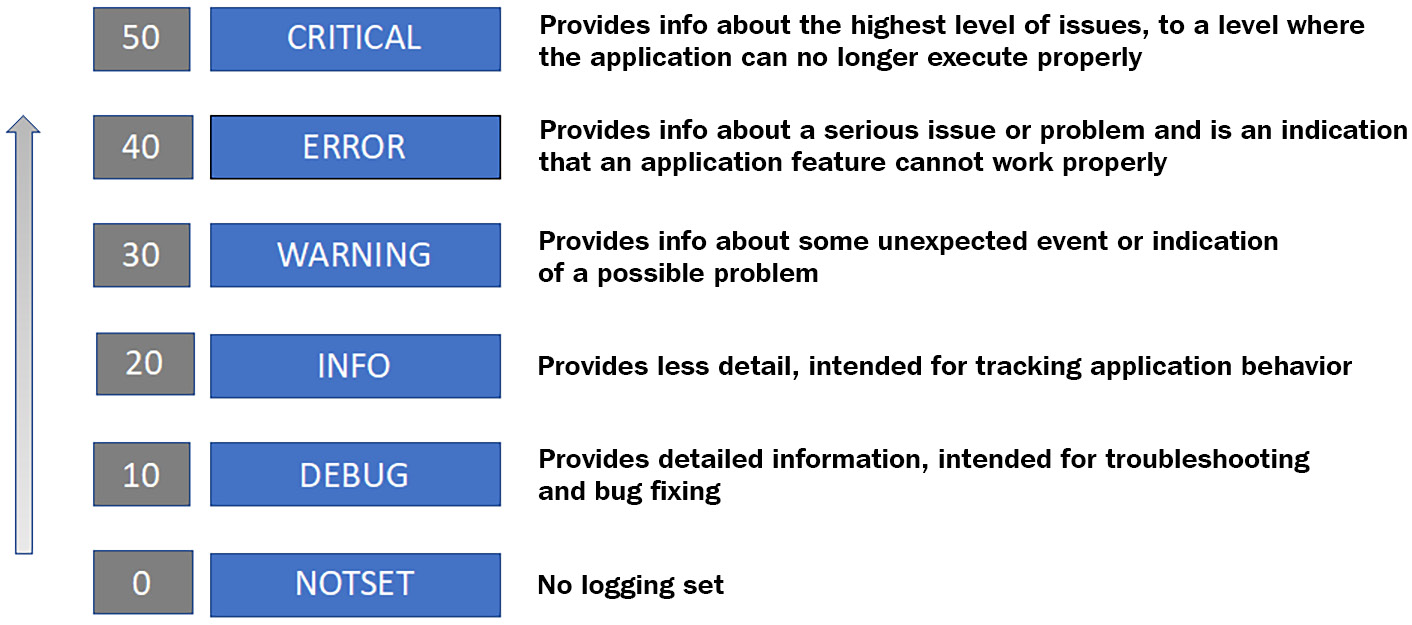 50
CRITICAL
Provides info about the highest level of issues, to a level where
the application can no longer execute properly
40
ERROR
Provides info about a serious issue or problem and is an indication
that an application feature cannot work properly
30
WARNING
Provides info about some unexpected event or indication
of a possible problem
20
INFO
Provides less detail, intended for tracking application behavior
10
DEBUG
Provides detailed information, intended for troubleshooting
and bug fixing
0
NOTSET
No logging set